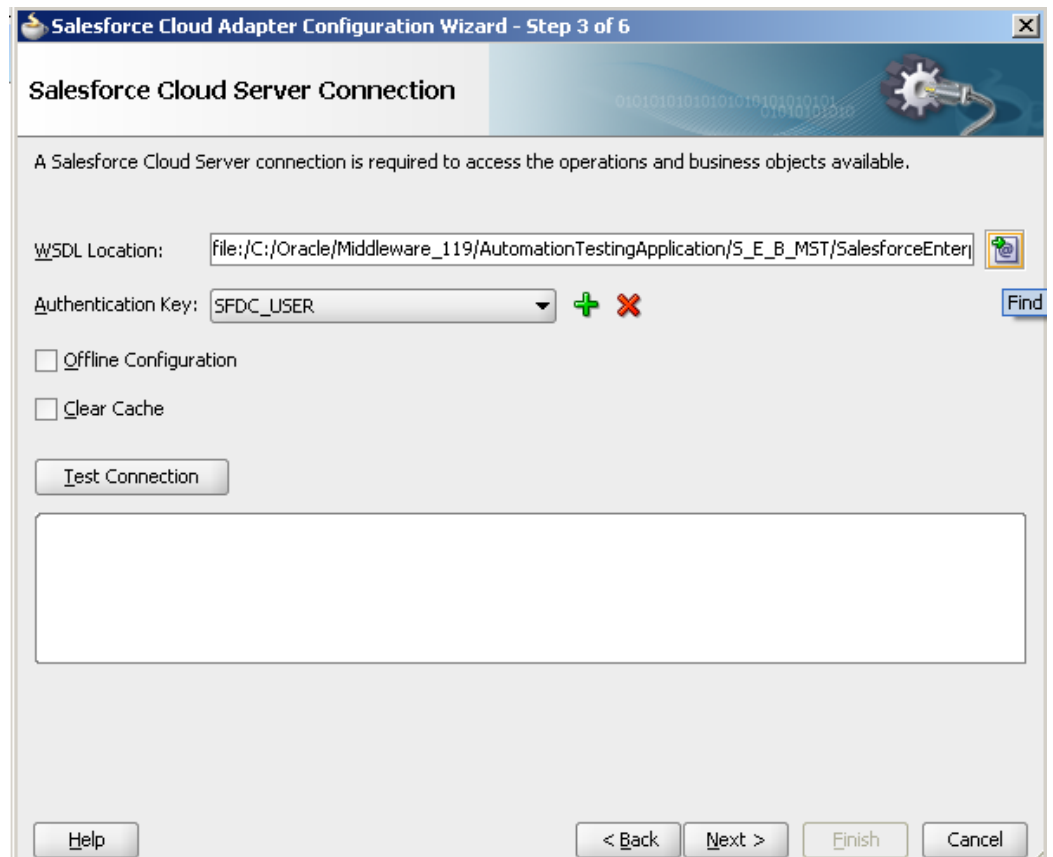 Salesforce Cloud Adapter Configuration Wizard - Step 3 of 6
Salesforce Cloud Server Connection
A Salesforce Cloud Server connection is required to access the operations and business objects available.
WSDL Location: file:/C:/Oracle/Middleware_119/AutomationTestingApplication/S_E_B_MST/SalesforceEnter
Authentication Key: SFDC_USER
Find
Offline Configuration
Clear Cache
Test Connection
Help < Back Next > Finish Cancel